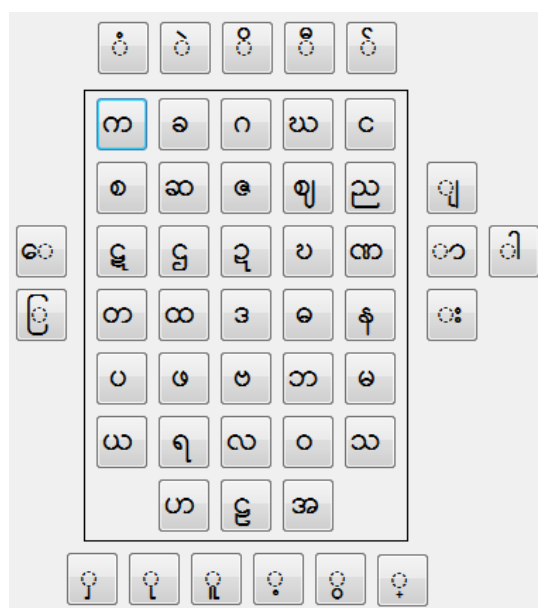 ံ ဲ ိ ီ ်
က ခ ဂ ဃ င
စ ဆ ဇ ဈ ည ျ
ေ ဋ ဌ ဍ ဎ ဏ ာ ါ
ြ တ ထ ဒ ဓ န း
ပ ဖ ဗ ဘ မ
ယ ရ လ ဝ သ
ဟ ဠ အ
ှ ု ူ ့ ွ ္